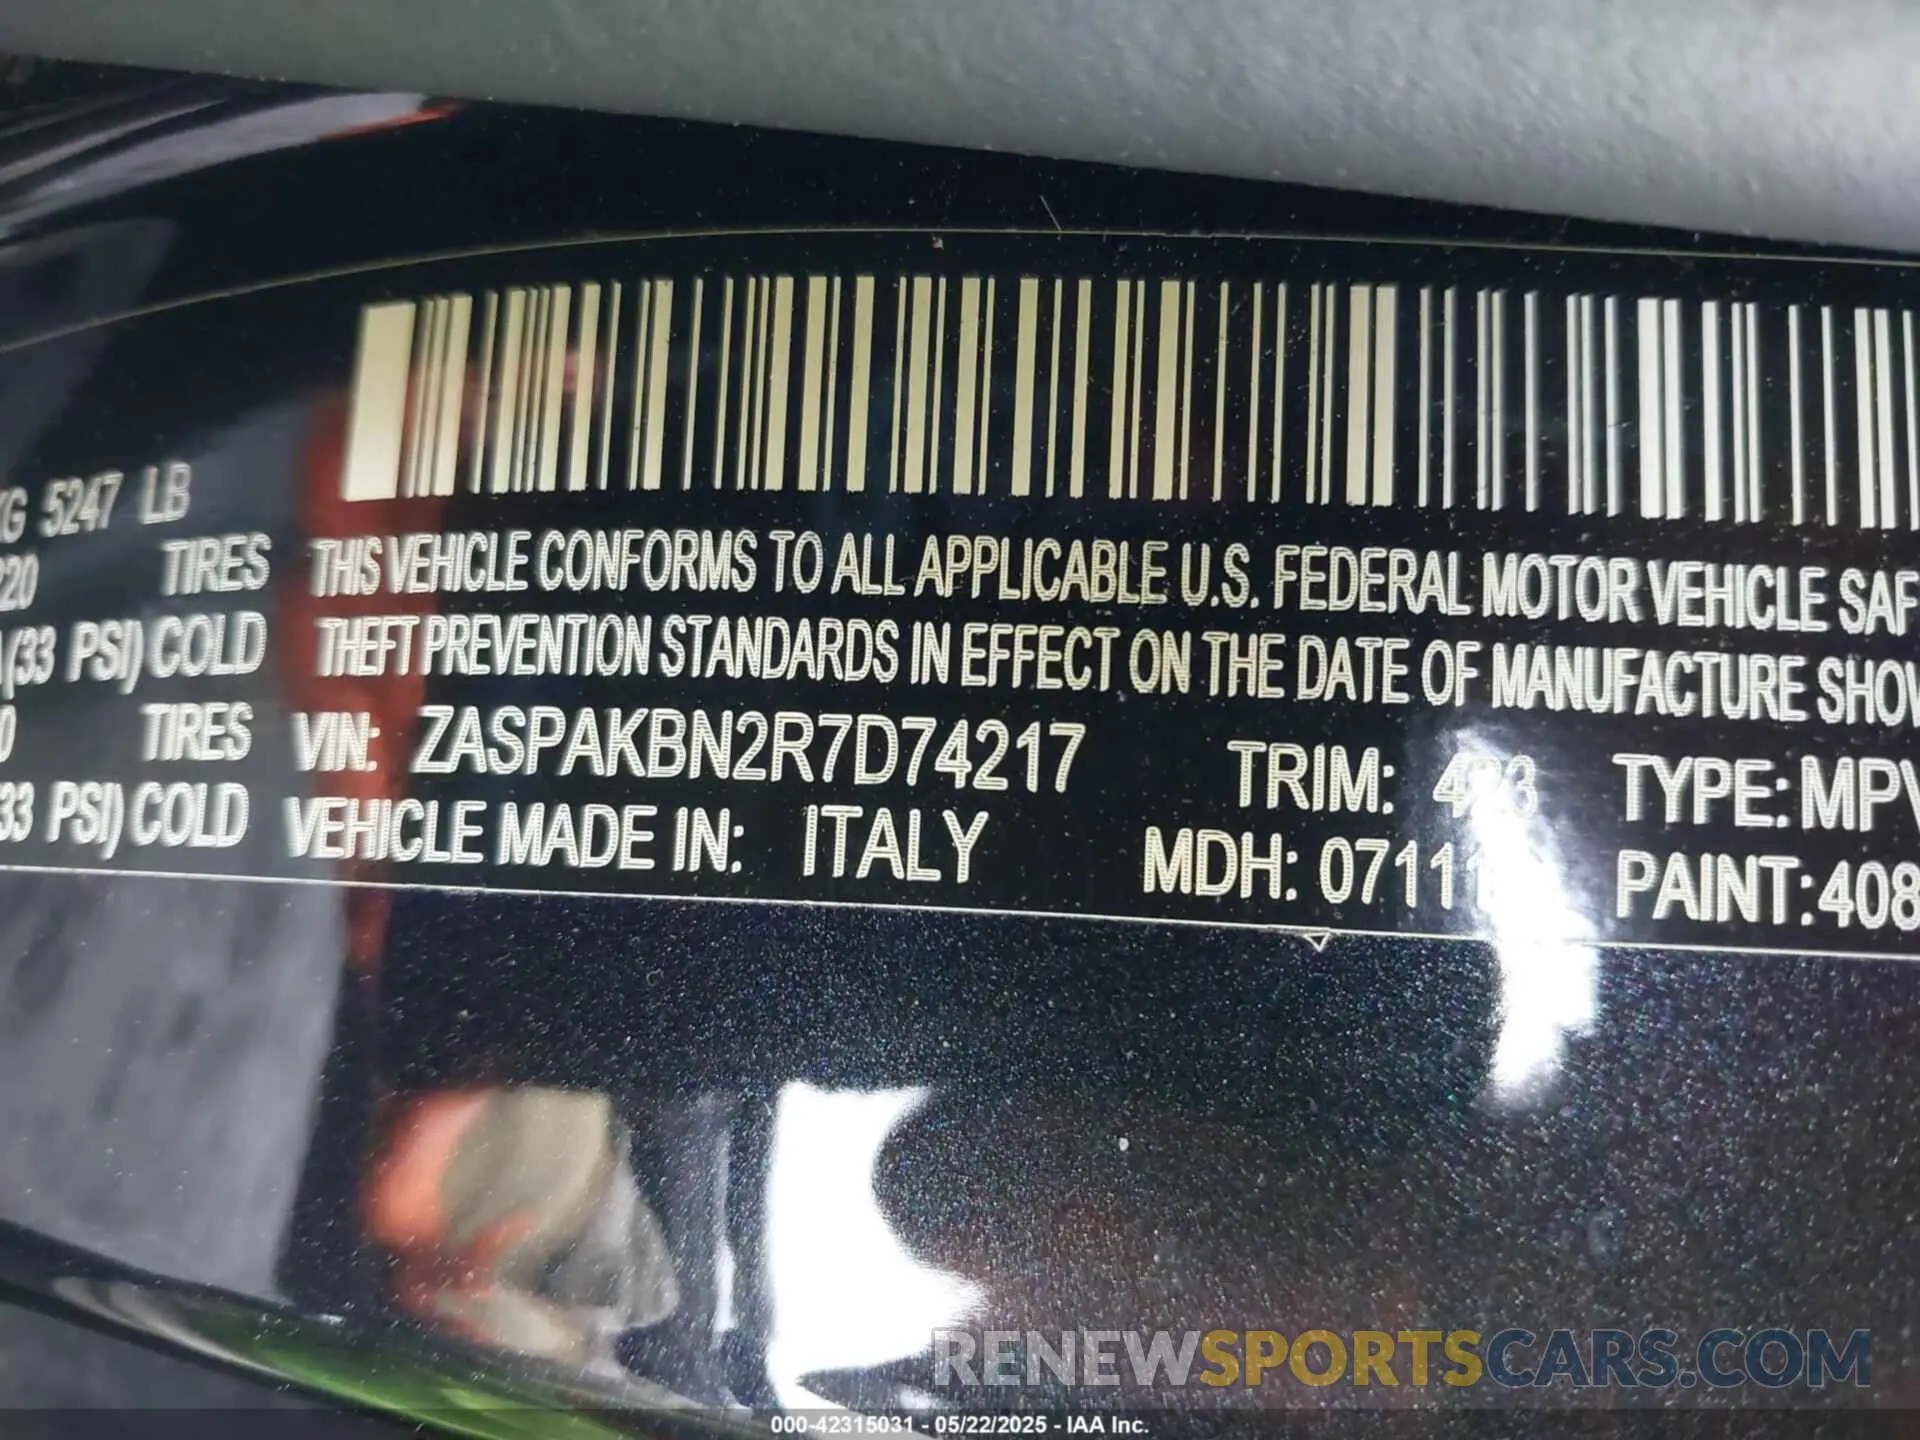 KG 5247 LB
TIRES
(33 PSI) COLD
TIRES
33 PSI) COLD
THIS VEHICLE CONFORMS TO ALL APPLICABLE U.S. FEDERAL MOTOR VEHICLE SAF
THEFT PREVENTION STANDARDS IN EFFECT ON THE DATE OF MANUFACTURE SHOW
VIN: ZASPAKBN2R7D74217 TRIM: TYPE: MPV
VEHICLE MADE IN: ITALY MDH: PAINT: 408
RENEWSPORTSCARS.COM
000-42315031 - 05/22/2025 - IAA Inc.